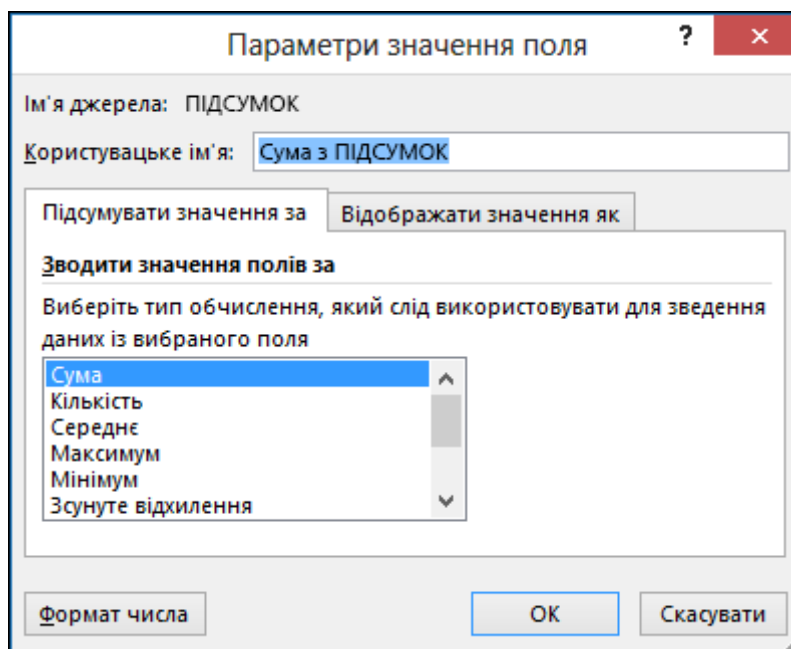 Параметри значення поля
?
×
Ім'я джерела: ПІДСУМОК
Користувацьке ім'я: Сума з ПІДСУМОК
Підсумувати значення за Відображати значення як
Зводити значення полів за
Виберіть тип обчислення, який слід використовувати для зведення
даних із вибраного поля
Сума
Кількість
Середнє
Максимум
Мінімум
Зсунуте відхилення
Формат числа ОК Скасувати